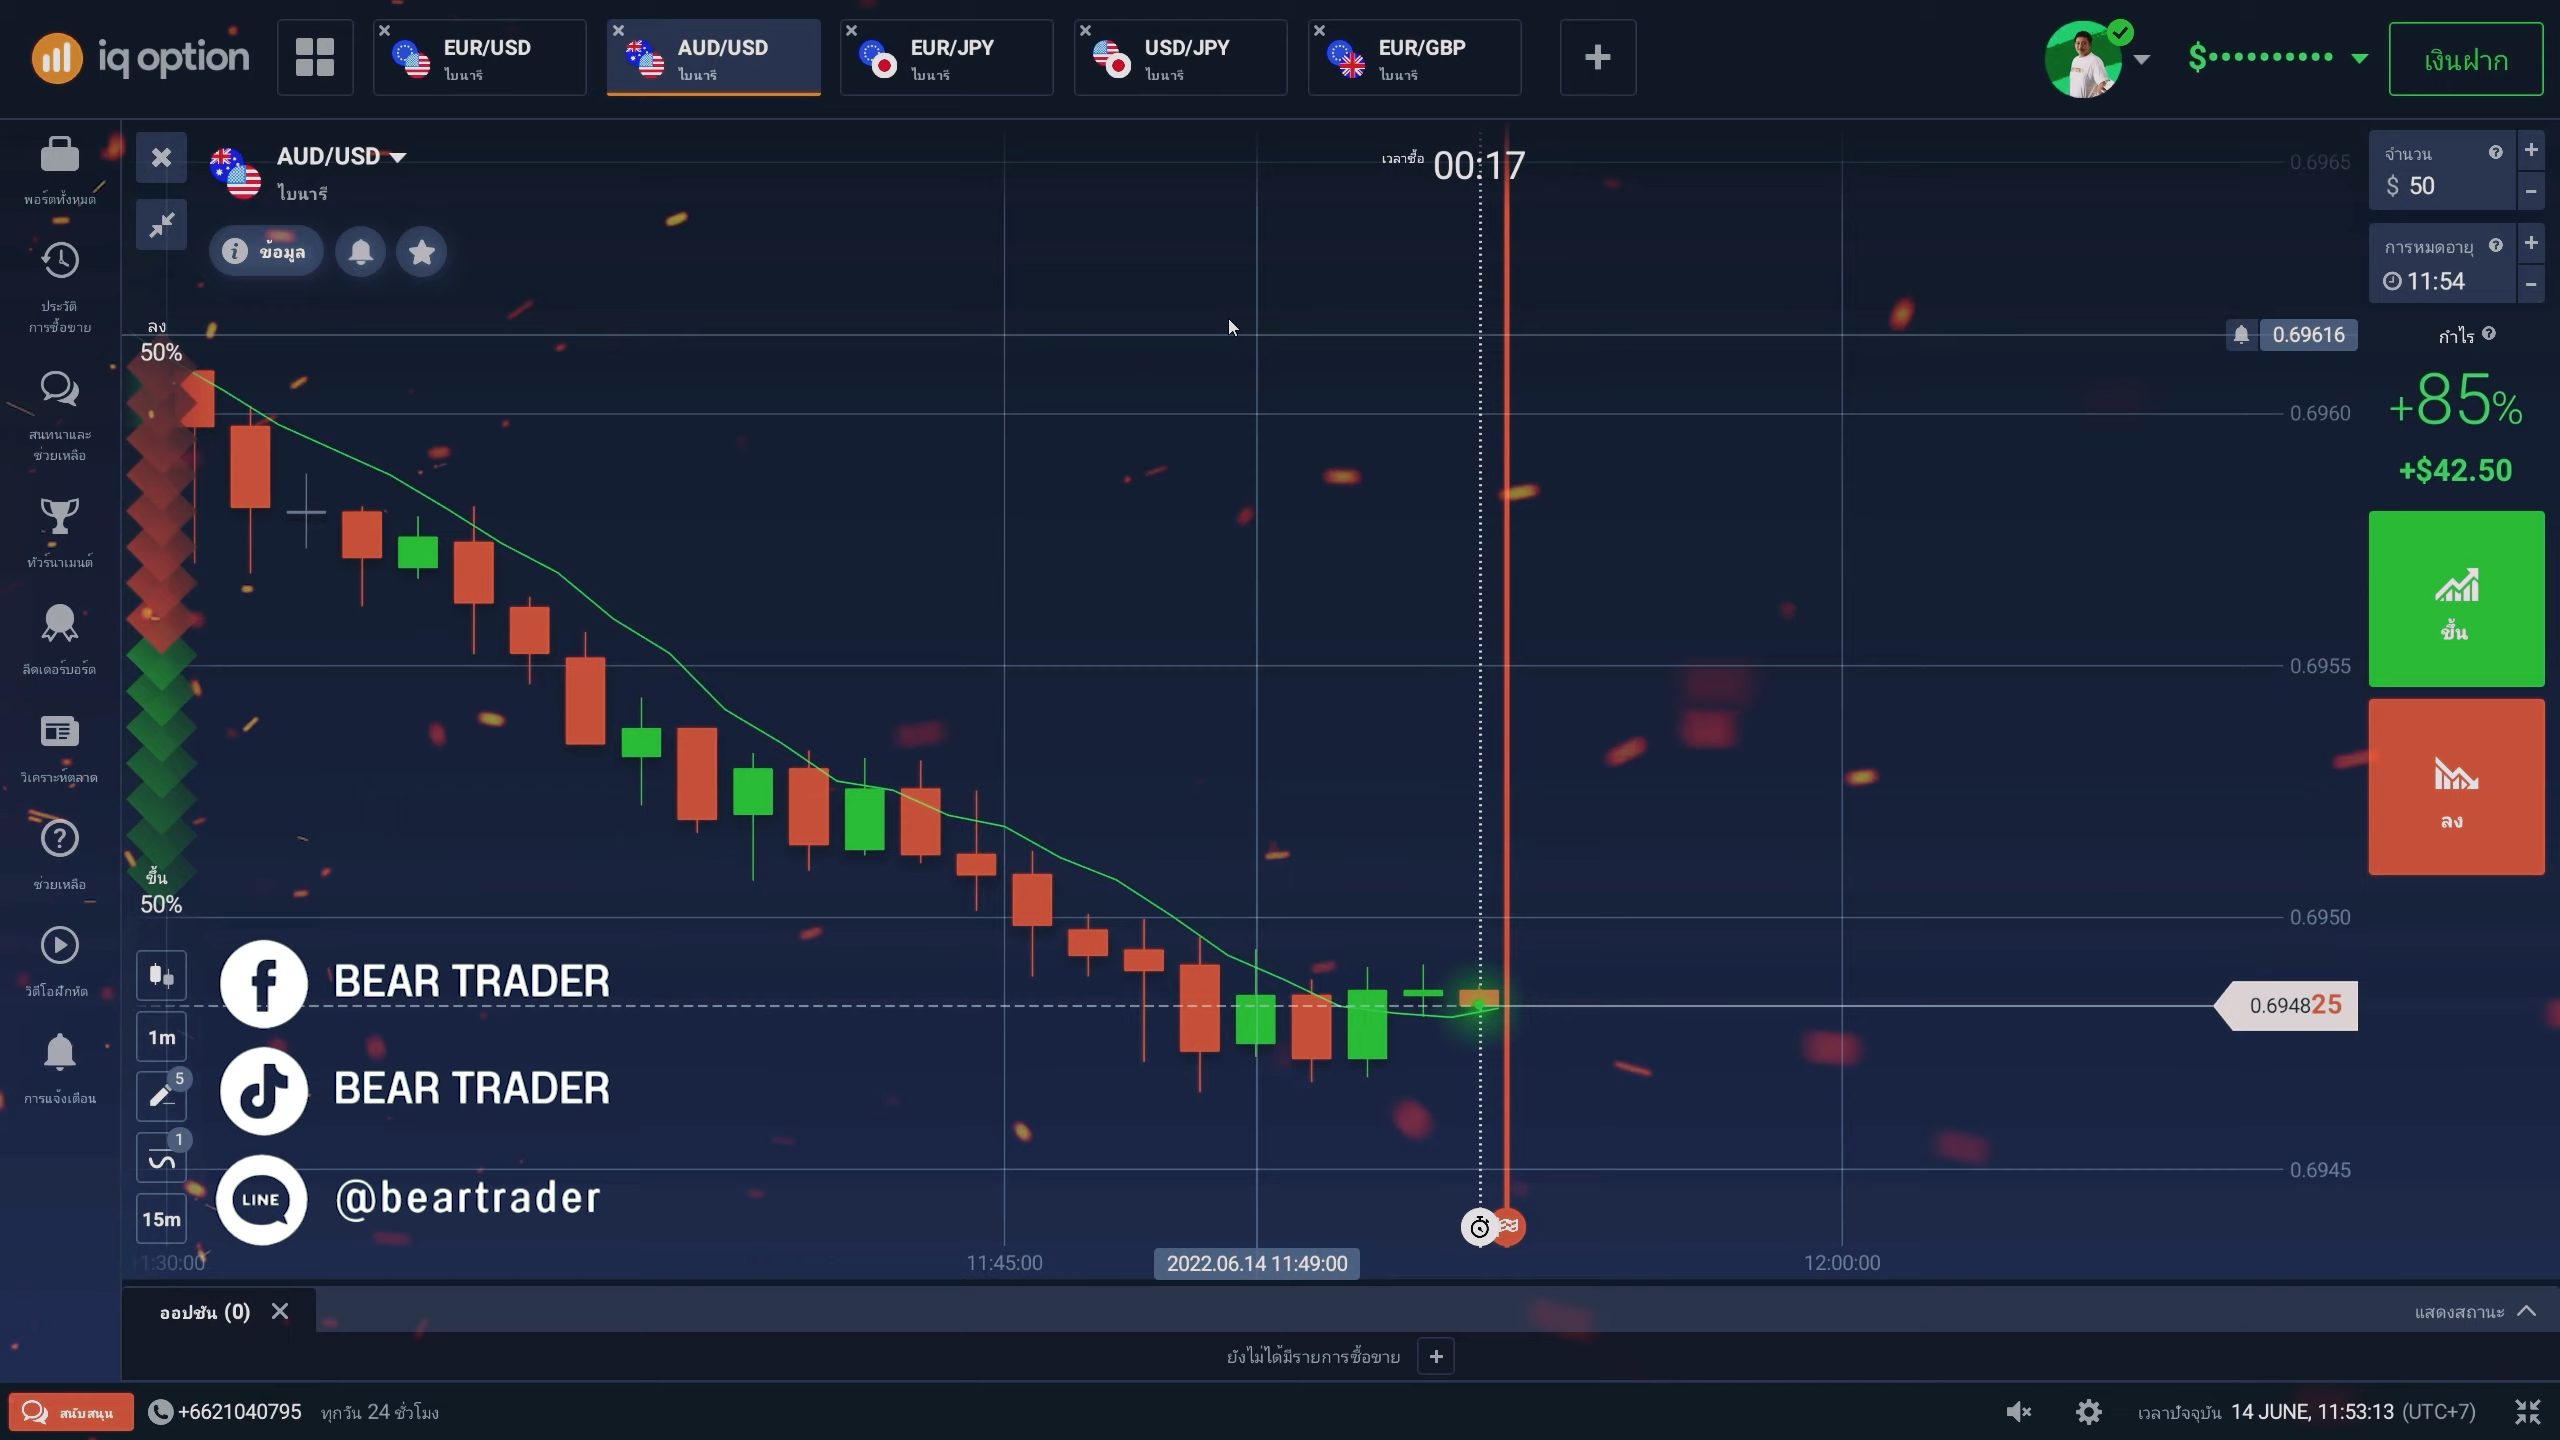 iq option
EUR/USD
ไบนารี
AUD/USD
ไบนารี
EUR/JPY
ไบนารี
USD/JPY
ไบนารี
EUR/GBP
ไบนารี
+
$••••••••••
เงินฝาก
พอร์ตทั้งหมด
ประวัติ
การซื้อขาย
สนทนาและ
ช่วยเหลือ
ทัวร์นาเมนต์
ลีดเดอร์บอร์ด
วิเคราะห์ตลาด
ช่วยเหลือ
วิดีโอฝึกหัด
การแจ้งเตือน
AUD/USD
ไบนารี
ข้อมูล
เวลาซื้อ 00:17
ลง
50%
ขึ้น
50%
1m
5
1
15m
BEAR TRADER
BEAR TRADER
LINE
@beartrader
0.6965
0.69616
0.6960
0.6955
0.6950
0.694825
0.6945
11:30:00
11:45:00
2022.06.14 11:49:00
12:00:00
จำนวน
$ 50
การหมดอายุ
11:54
กำไร
+85%
+$42.50
ขึ้น
ลง
ออปชัน (0)
แสดงสถานะ
ยังไม่ได้มีรายการซื้อขาย
สนับสนุน
+6621040795
ทุกวัน 24 ชั่วโมง
เวลาปัจจุบัน 14 JUNE, 11:53:13 (UTC+7)